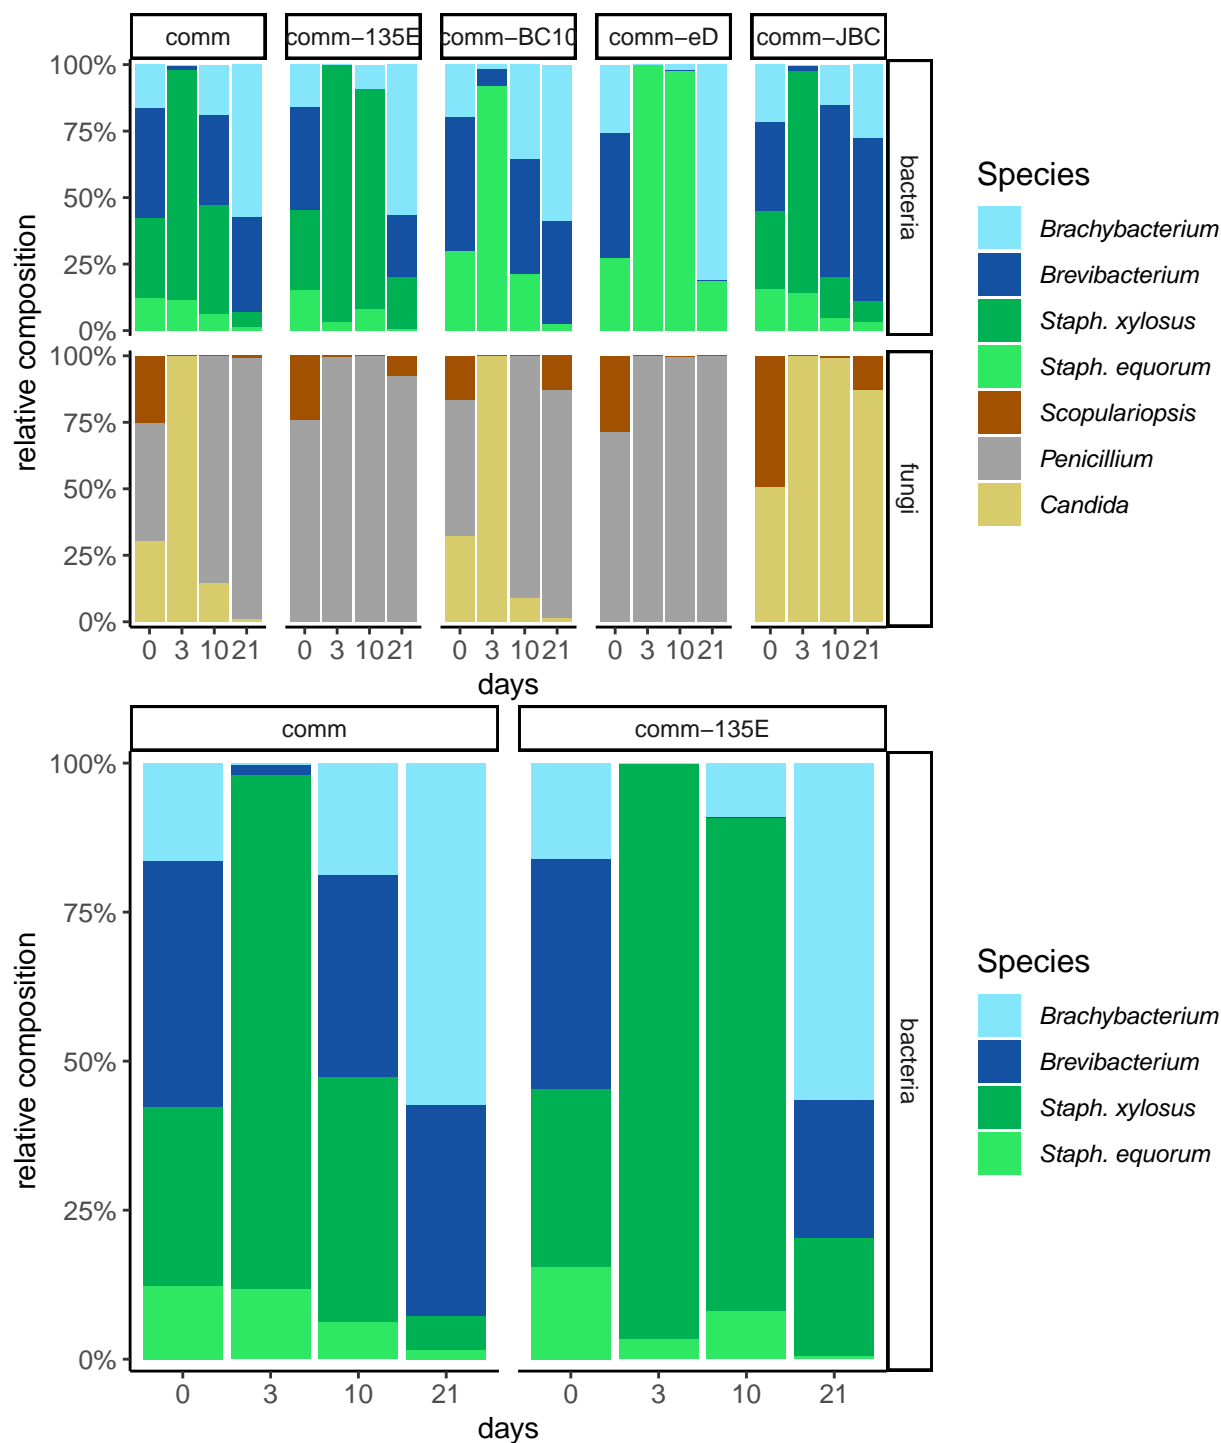 comm comm−135E comm−BC10 comm−eD comm−JBC
100%
75%
50%
25%
0%
bacteria
100%
75%
50%
25%
0%
fungi
relative composition
0 3 10 21 0 3 10 21 0 3 10 21 0 3 10 21 0 3 10 21
days
Species
Brachybacterium
Brevibacterium
Staph. xylosus
Staph. equorum
Scopulariopsis
Penicillium
Candida
comm comm−135E
100%
75%
50%
25%
0%
bacteria
relative composition
0 3 10 21 0 3 10 21
days
Species
Brachybacterium
Brevibacterium
Staph. xylosus
Staph. equorum